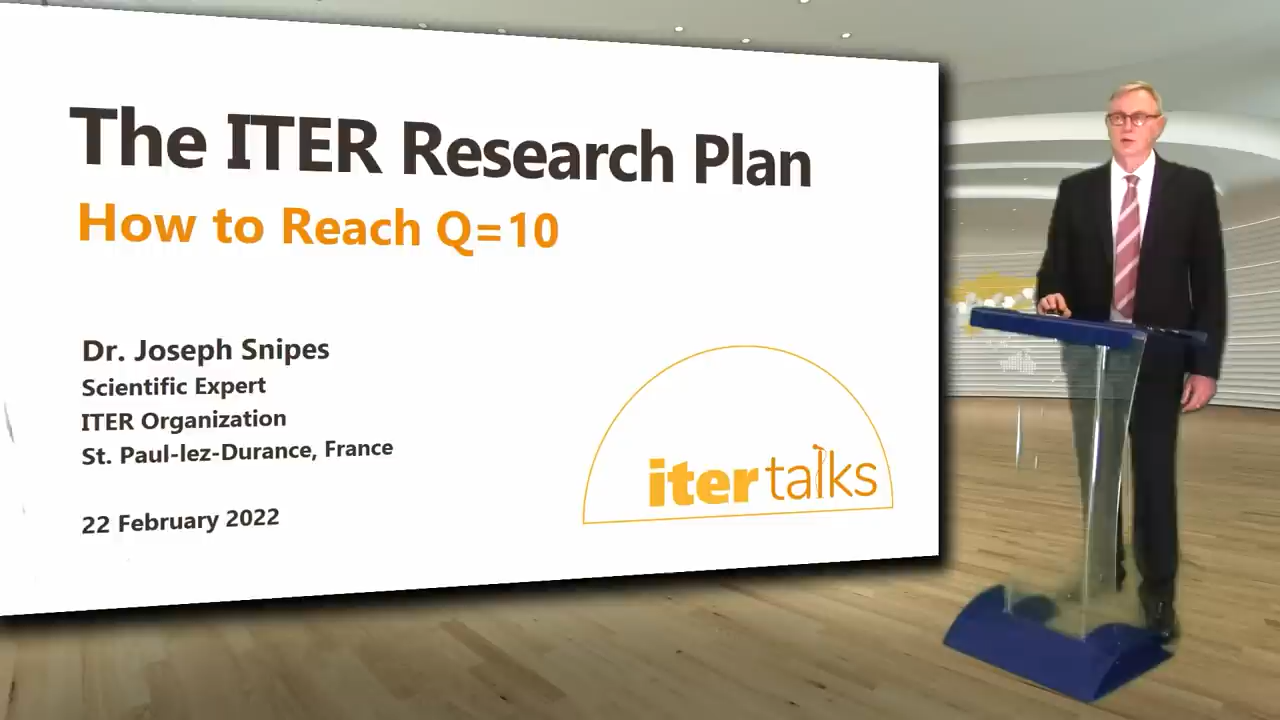 The ITER Research Plan
How to Reach Q=10
Dr. Joseph Snipes
Scientific Expert
ITER Organization
St. Paul-lez-Durance, France
22 February 2022
iter talks